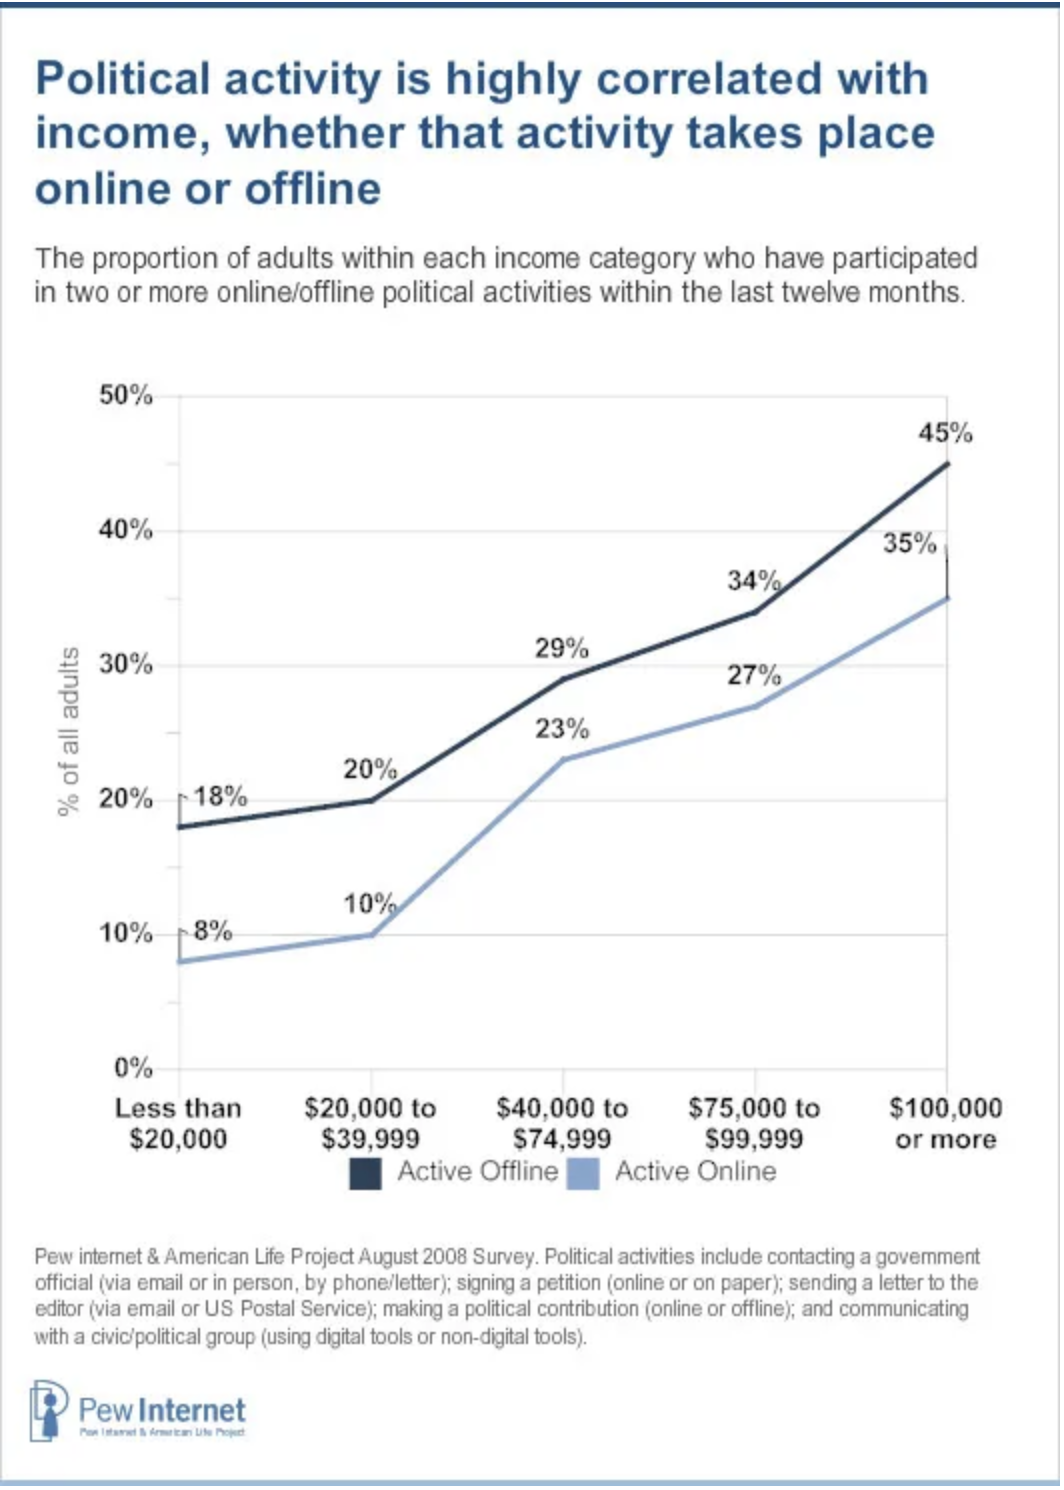 Political activity is highly correlated with
income, whether that activity takes place
online or offline
The proportion of adults within each income category who have participated
in two or more online/offline political activities within the last twelve months.
50%
45%
40%
35%
34%
29%
30%
27%
23%
20%
20%
18%
10%
10%
8%
0%
% of all adults
Less than
$20,000
$20,000 to
$39,999
$40,000 to
$74,999
$75,000 to
$99,999
$100,000
or more
Active Offline
Active Online
Pew internet & American Life Project August 2008 Survey. Political activities include contacting a government
official (via email or in person, by phone/letter); signing a petition (online or on paper); sending a letter to the
editor (via email or US Postal Service); making a political contribution (online or offline); and communicating
with a civic/political group (using digital tools or non-digital tools).
Pew Internet
Pew Internet & American Life Project